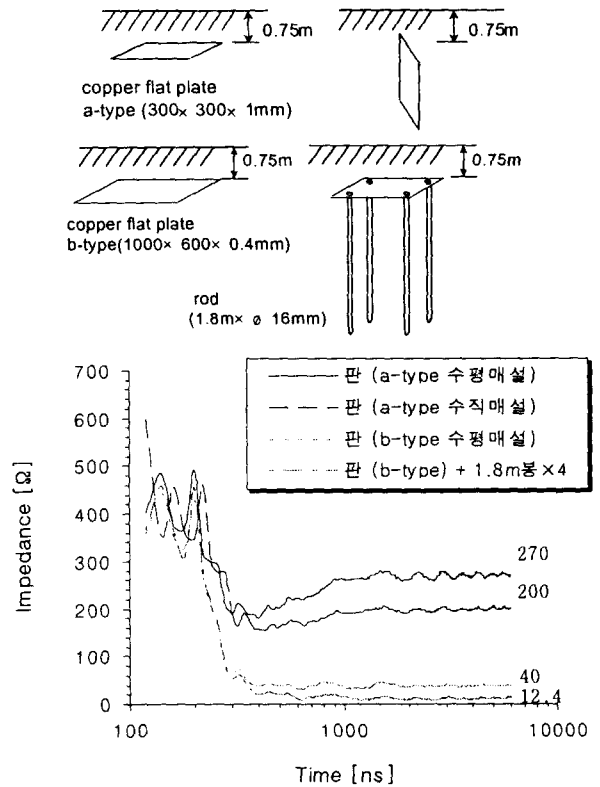 0.75m
0.75m
copper flat plate
a-type (300× 300× 1mm)
0.75m
0.75m
copper flat plate
b-type(1000× 600× 0.4mm)
rod
(1.8m× ø 16mm)
판 (a-type 수평매설)
판 (a-type 수직매설)
판 (b-type 수평매설)
판 (b-type) + 1.8m봉×4
Impedance [Ω]
700
600
500
400
300
200
100
0
270
200
40
12.4
100
1000
10000
Time [ns]